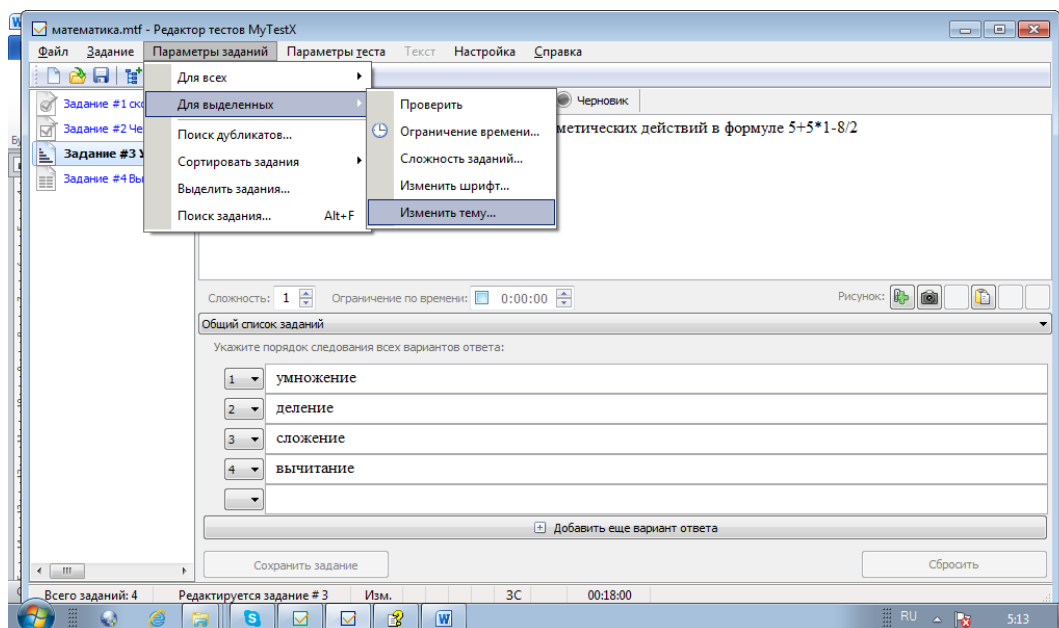 математика.mtf - Редактор тестов MyTestX
Файл Задание Параметры заданий Параметры теста Текст Настройка Справка
Для всех
Для выделенных
Поиск дубликатов...
Сортировать задания
Выделить задания...
Поиск задания... Alt+F
Проверить
Ограничение времени...
Сложность заданий...
Изменить шрифт...
Изменить тему...
Черновик
Задание #1
Задание #2
Задание #3
Задание #4
действий в формуле 5+5*1-8/2
Сложность: 1 Ограничение по времени: 0:00:00 Рисунок:
Общий список заданий
Укажите порядок следования всех вариантов ответа:
1 умножение
2 деление
3 сложение
4 вычитание
Добавить еще вариант ответа
Сохранить задание Сбросить
Всего заданий: 4 Редактируется задание # 3 Изм. ЗС 00:18:00
RU 5:13